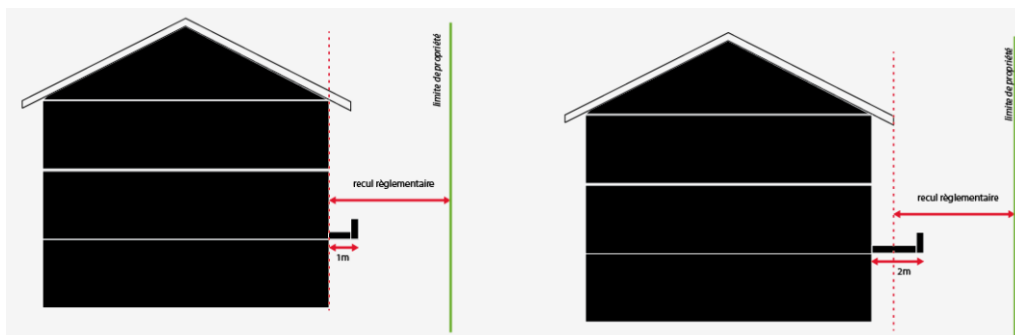 limite de propriété
recul règlementaire
1m
limite de propriété
recul règlementaire
2m